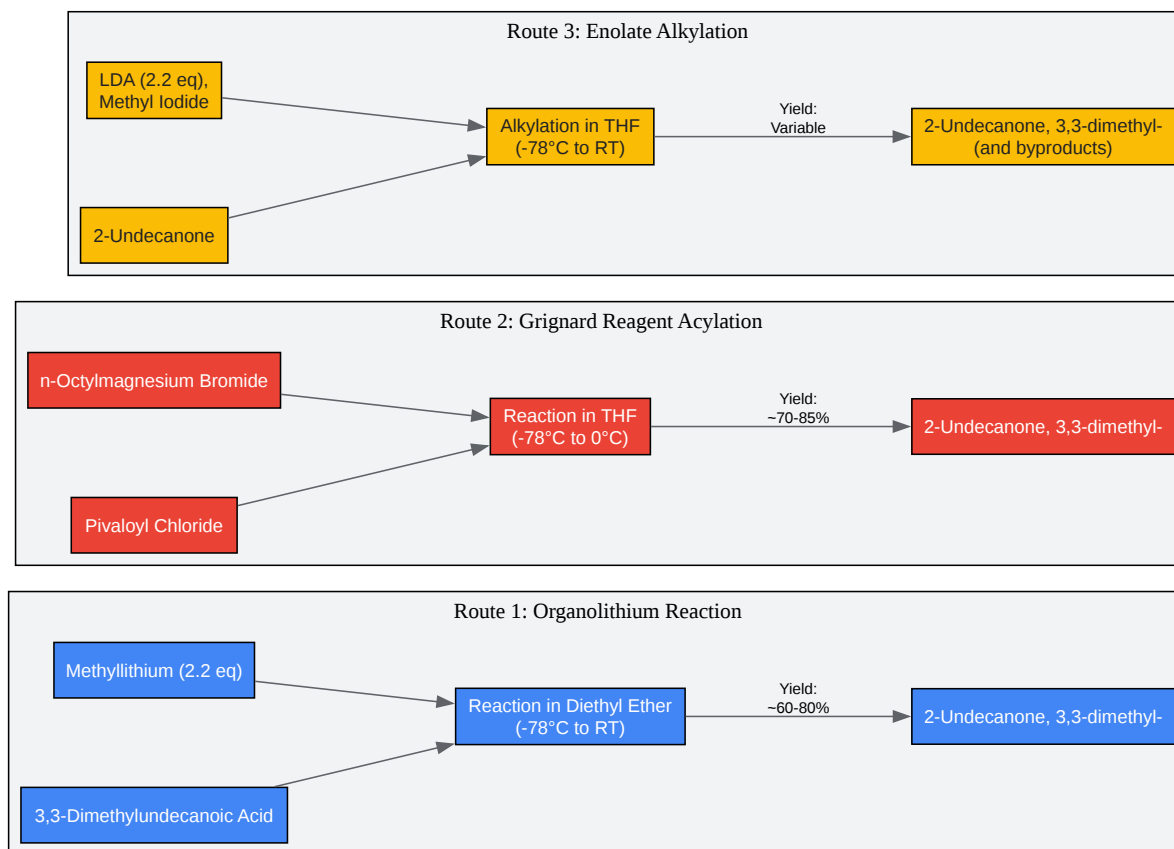 Route 3: Enolate Alkylation
LDA (2.2 eq),
Methyl Iodide
2-Undecanone
Alkylation in THF
(-78°C to RT)
Yield:
Variable
2-Undecanone, 3,3-dimethyl-
(and byproducts)
Route 2: Grignard Reagent Acylation
n-Octylmagnesium Bromide
Pivaloyl Chloride
Reaction in THF
(-78°C to 0°C)
Yield:
~70-85%
2-Undecanone, 3,3-dimethyl-
Route 1: Organolithium Reaction
Methyllithium (2.2 eq)
3,3-Dimethylundecanoic Acid
Reaction in Diethyl Ether
(-78°C to RT)
Yield:
~60-80%
2-Undecanone, 3,3-dimethyl-